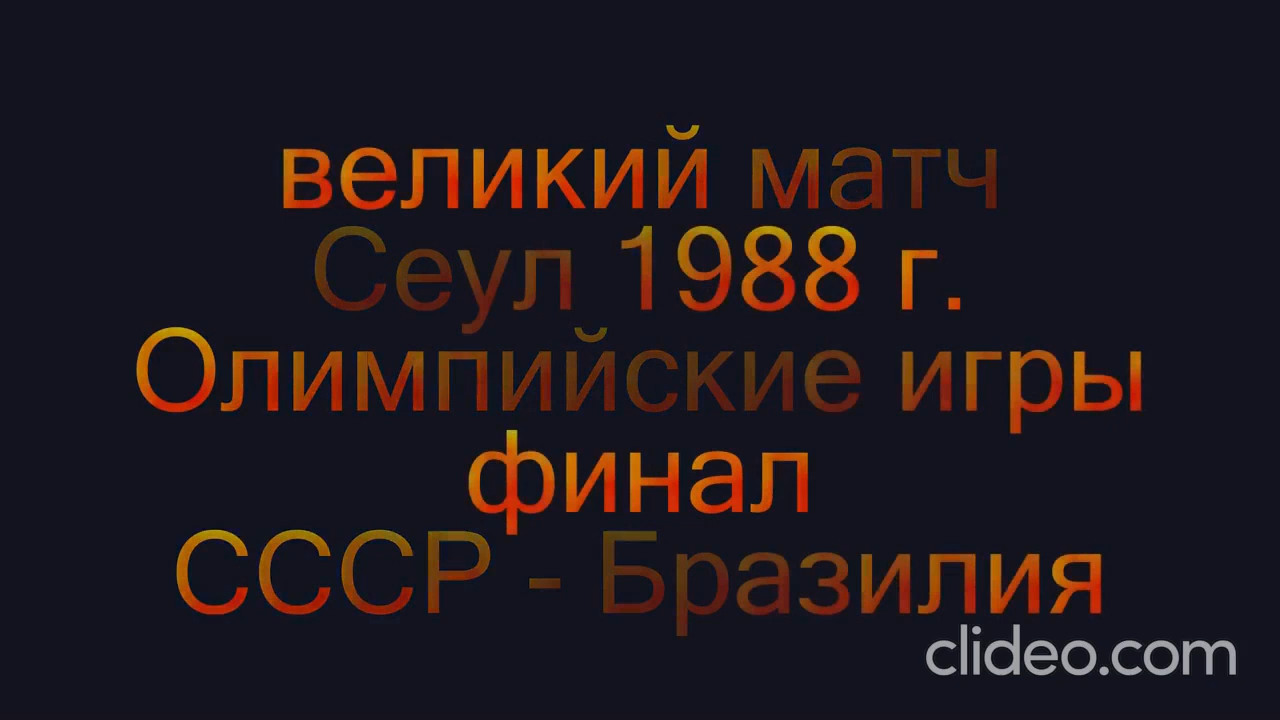 великий матч
Сеул 1988 г.
Олимпийские игры
финал
СССР - Бразилия
clideo.com